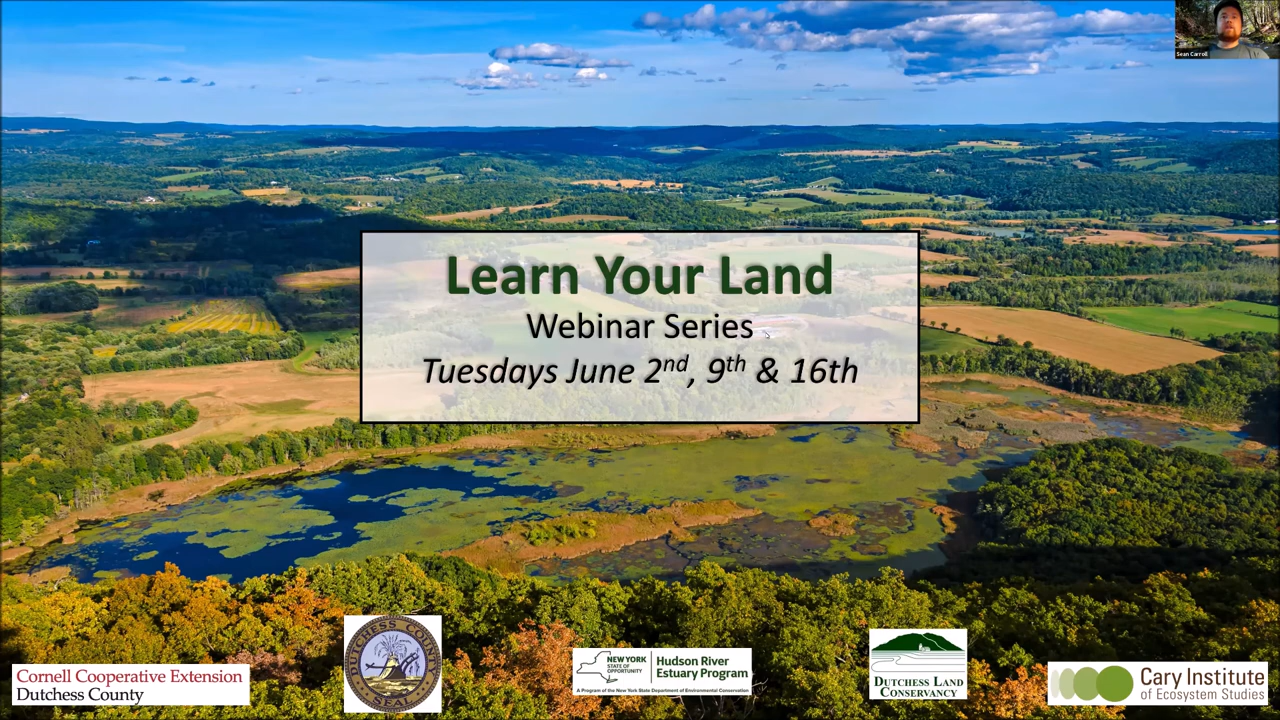 Sean Carroll
Learn Your Land
Webinar Series
Tuesdays June 2nd, 9th & 16th
Cornell Cooperative Extension
Dutchess County
DUTCHESS COUNTY
SEAL
NEW YORK
STATE OF
OPPORTUNITY
Hudson River
Estuary Program
A Program of the New York State Department of Environmental Conservation
DUTCHESS LAND
CONSERVANCY
Cary Institute
of Ecosystem Studies